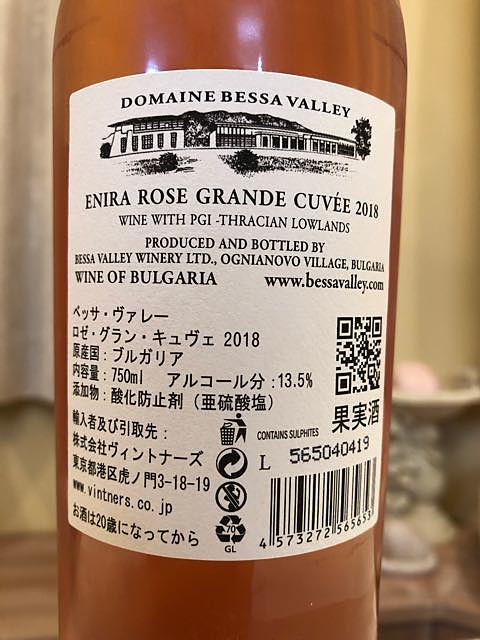 DOMAINE BESSA VALLEY
ENIRA ROSE GRANDE CUVÉE 2018
WINE WITH PGI -THRACIAN LOWLANDS
PRODUCED AND BOTTLED BY
BESSA VALLEY WINERY LTD., OGNIANOVO VILLAGE, BULGARIA
WINE OF BULGARIA www.bessavalley.com
ベッサ・ヴァレー
ロゼ・グラン・キュヴェ 2018
原産国：ブルガリア
内容量：750ml アルコール分：13.5%
添加物：酸化防止剤（亜硫酸塩）
果実酒
輸入者及び引取先：
株式会社ヴィントナーズ
東京都港区虎ノ門3-18-19
www.vintners.co.jp
お酒は20歳になってから
CONTAINS SULPHITES
L 565040419
70
GL
4 573272 565653